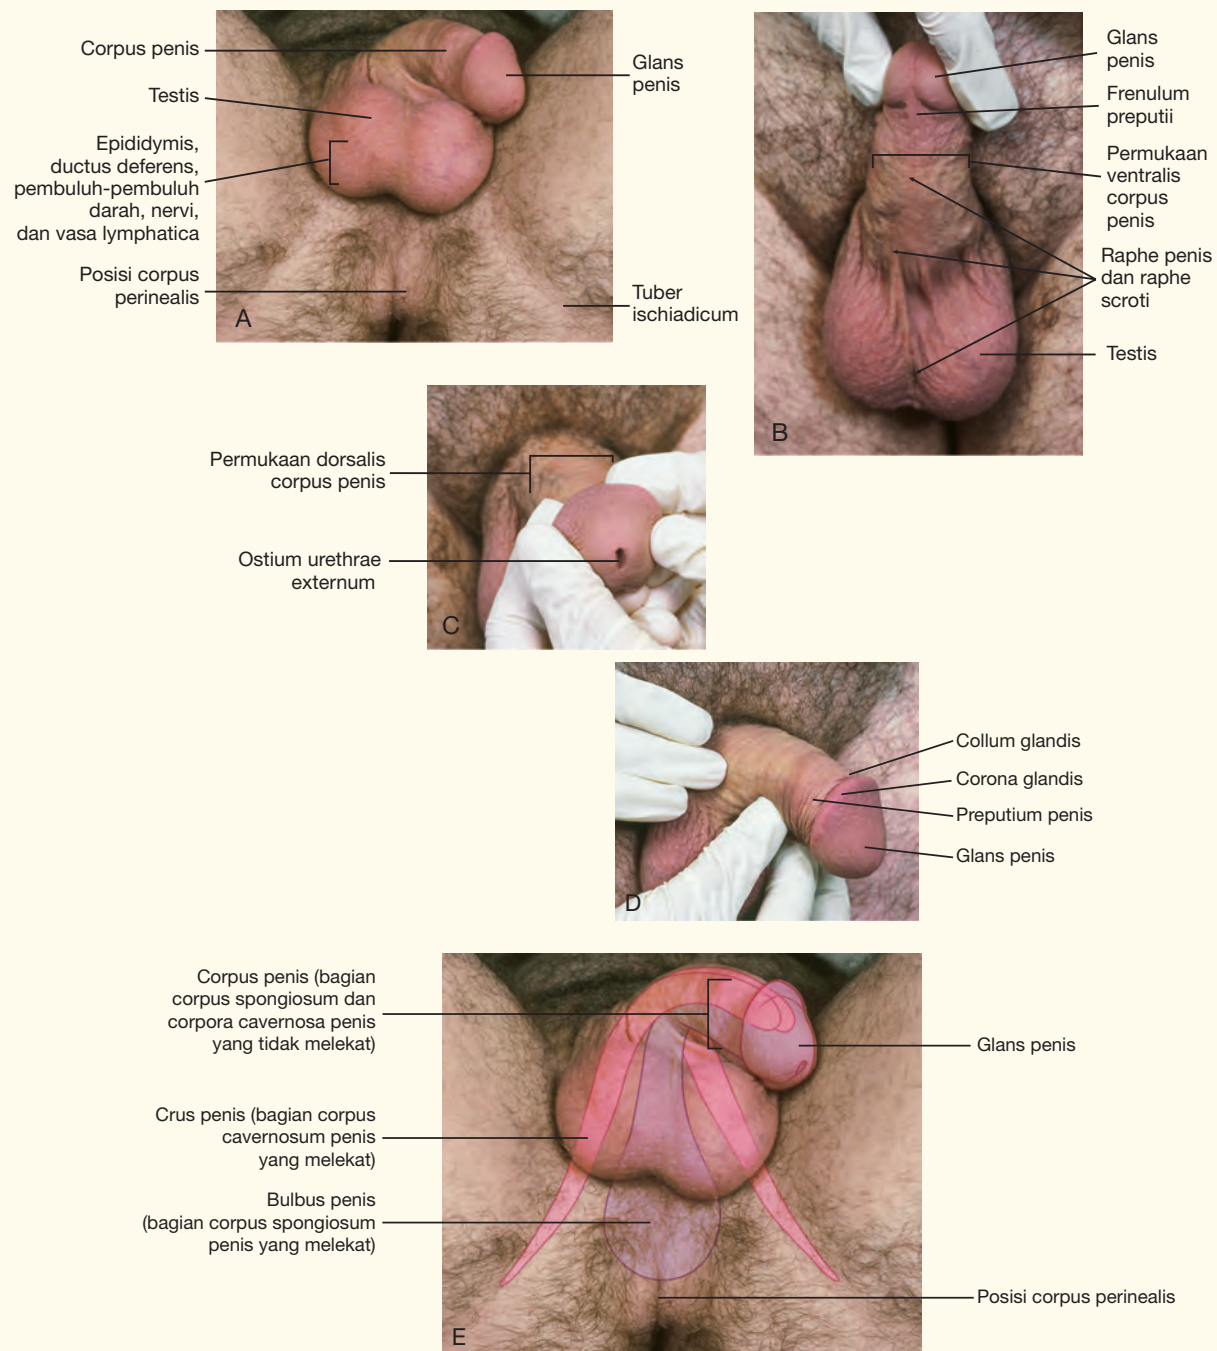 Corpus penis
Testis
Epididymis,
ductus deferens,
pembuluh-pembuluh
darah, nervi,
dan vasa lymphatica
Posisi corpus
perinealis
Glans
penis
Tuber
ischiadicum
A
Glans
penis
Frenulum
preputii
Permukaan
ventralis
corpus
penis
Raphe penis
dan raphe
scroti
Testis
B
Permukaan dorsalis
corpus penis
Ostium urethrae
externum
C
Collum glandis
Corona glandis
Preputium penis
Glans penis
D
Corpus penis (bagian
corpus spongiosum dan
corpora cavernosa penis
yang tidak melekat)
Crus penis (bagian corpus
cavernosum penis
yang melekat)
Bulbus penis
(bagian corpus spongiosum
penis yang melekat)
Glans penis
Posisi corpus perinealis
E